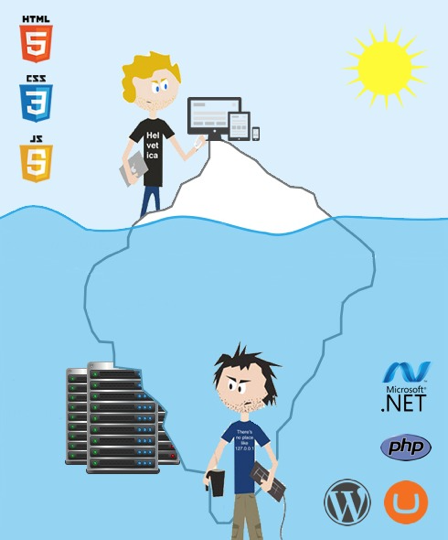 HTML
5
CSS
3
JS
5
Hel
vet
ica
There's
no place
like
127.0.0.1
Microsoft®
.NET
php
W